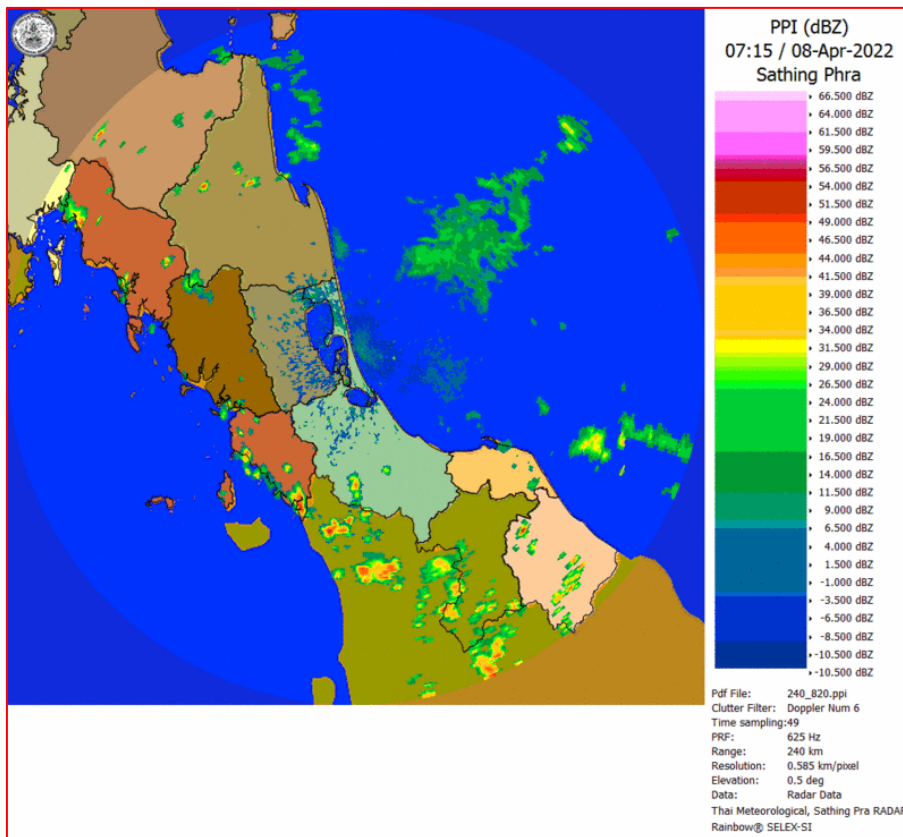 PPI (dBZ)
07:15 / 08-Apr-2022
Sathing Phra
66.500 dBZ
64.000 dBZ
61.500 dBZ
59.500 dBZ
56.500 dBZ
54.000 dBZ
51.500 dBZ
49.000 dBZ
46.500 dBZ
44.000 dBZ
41.500 dBZ
39.000 dBZ
36.500 dBZ
34.000 dBZ
31.500 dBZ
29.000 dBZ
26.500 dBZ
24.000 dBZ
21.500 dBZ
19.000 dBZ
16.500 dBZ
14.000 dBZ
11.500 dBZ
9.000 dBZ
6.500 dBZ
4.000 dBZ
1.500 dBZ
-1.000 dBZ
-3.500 dBZ
-8.500 dBZ
-10.500 dBZ
-10.500 dBZ
Pdf File: 240_820.ppi
Clutter Filter: Doppler Num 6
Time sampling:49
PRF: 625 Hz
Range: 240 km
Resolution: 0.585 km/pixel
Elevation: 0.5 deg
Data: Radar Data
Thai Meteorological, Sathing Pra RADAR
Rainbow® SELEX-SI